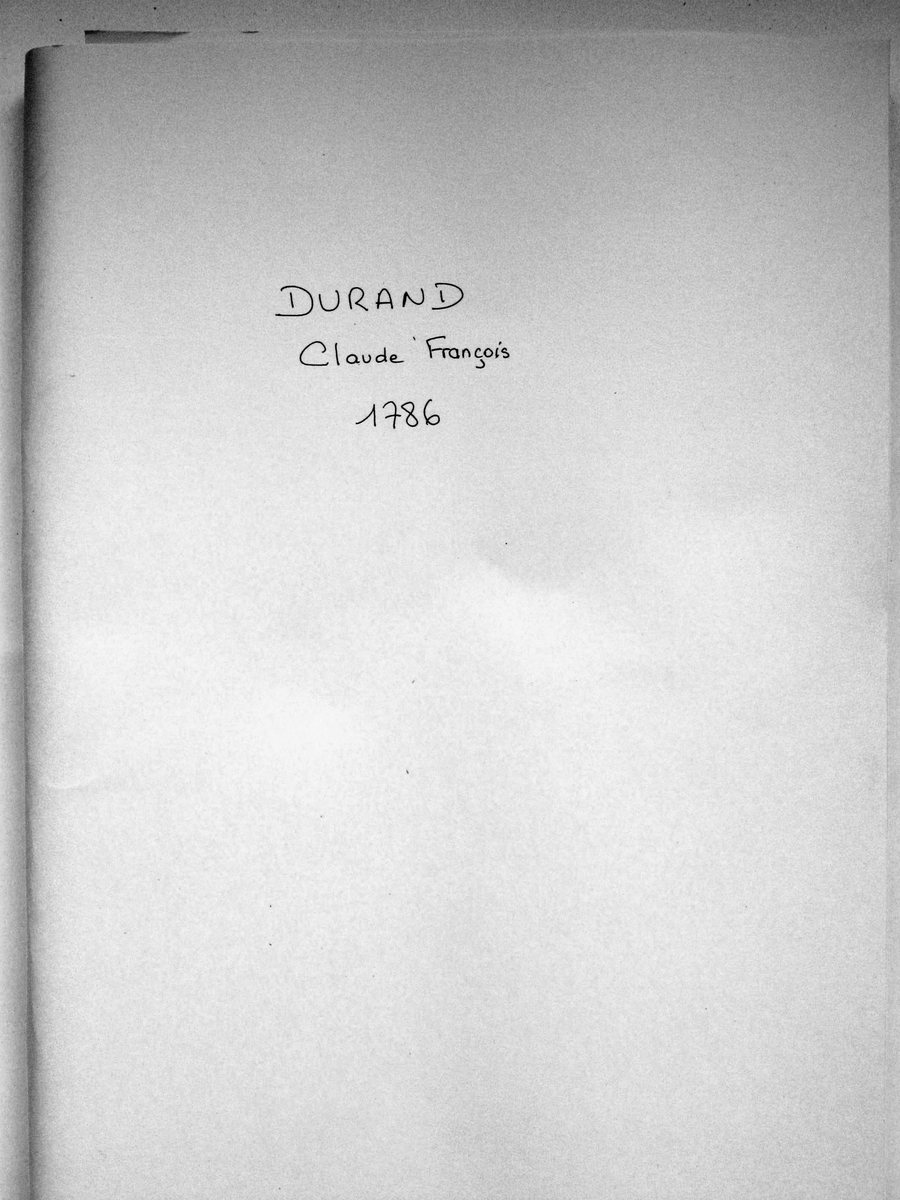 DURAND
Claude François
1786